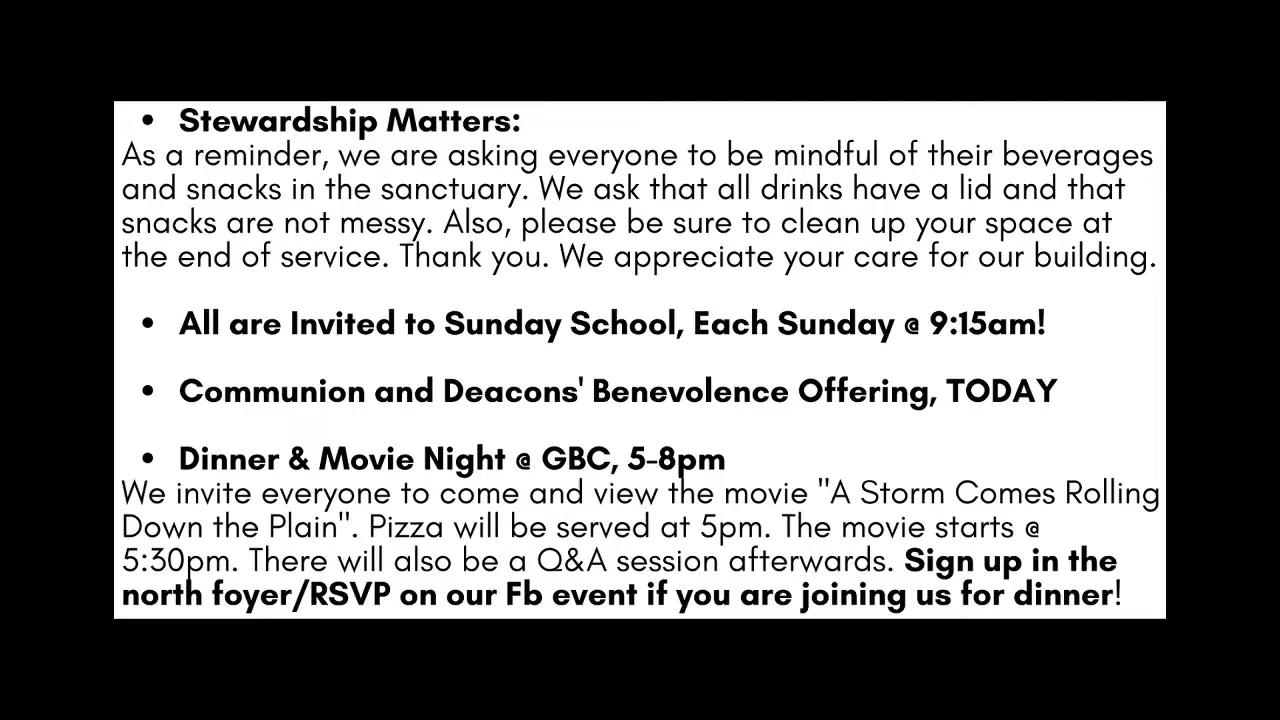 • Stewardship Matters:
As a reminder, we are asking everyone to be mindful of their beverages
and snacks in the sanctuary. We ask that all drinks have a lid and that
snacks are not messy. Also, please be sure to clean up your space at
the end of service. Thank you. We appreciate your care for our building.
• All are Invited to Sunday School, Each Sunday @ 9:15am!
• Communion and Deacons' Benevolence Offering, TODAY
• Dinner & Movie Night @ GBC, 5-8pm
We invite everyone to come and view the movie "A Storm Comes Rolling
Down the Plain". Pizza will be served at 5pm. The movie starts @
5:30pm. There will also be a Q&A session afterwards. Sign up in the
north foyer/RSVP on our Fb event if you are joining us for dinner!